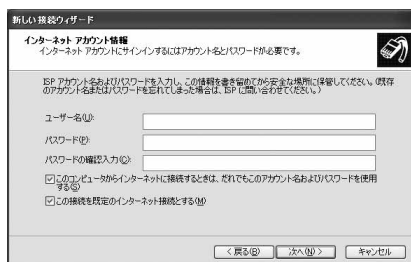 新しい接続ウィザード
インターネット アカウント情報
インターネット アカウントにサインインするにはアカウント名とパスワードが必要です。
ISP アカウント名およびパスワードを入力し、この情報を書き留めてから安全な場所に保管してください。(既存
のアカウント名またはパスワードを忘れてしまった場合は、ISP に問い合わせてください。)
ユーザー名(U):
パスワード(P):
パスワードの確認入力(C):
このコンピュータからインターネットに接続するときは、だれでもこのアカウント名およびパスワードを使用
する(S)
この接続を既定のインターネット接続とする(M)
< 戻る(B)
次へ(N) >
キャンセル